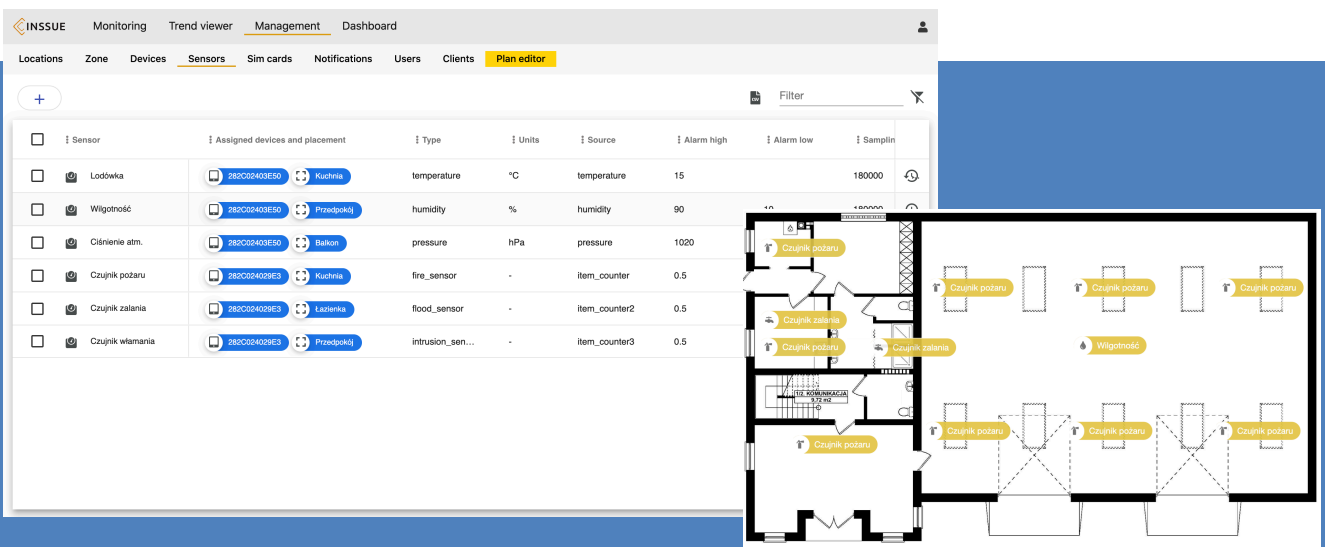 INSSUE Monitoring Trend viewer Management Dashboard
Locations Zone Devices Sensors Sim cards Notifications Users Clients Plan editor
+ Filter
Sensor Assigned devices and placement Type Units Source Alarm high Alarm low Samplin
Lodówka 282C02403E50 Kuchnia temperature °C temperature 15 180000
Wilgotność 282C02403E50 Przedpokój humidity % humidity 90 10 180000
Ciśnienie atm. 282C02403E50 Balkon pressure hPa pressure 1020
Czujnik pożaru 282C024029E3 Kuchnia fire_sensor - item_counter 0.5
Czujnik zalania 282C024029E3 Łazienka flood_sensor - item_counter2 0.5
Czujnik włamania 282C024029E3 Przedpokój intrusion_sen... - item_counter3 0.5
Czujnik pożaru
Czujnik pożaru Czujnik pożaru Czujnik pożaru
Czujnik zalania
Czujnik pożaru Czujnik zalania Wilgotność
1/2. KOMUNIKACJA
9,72 m2
Czujnik pożaru Czujnik pożaru Czujnik pożaru
Czujnik pożaru